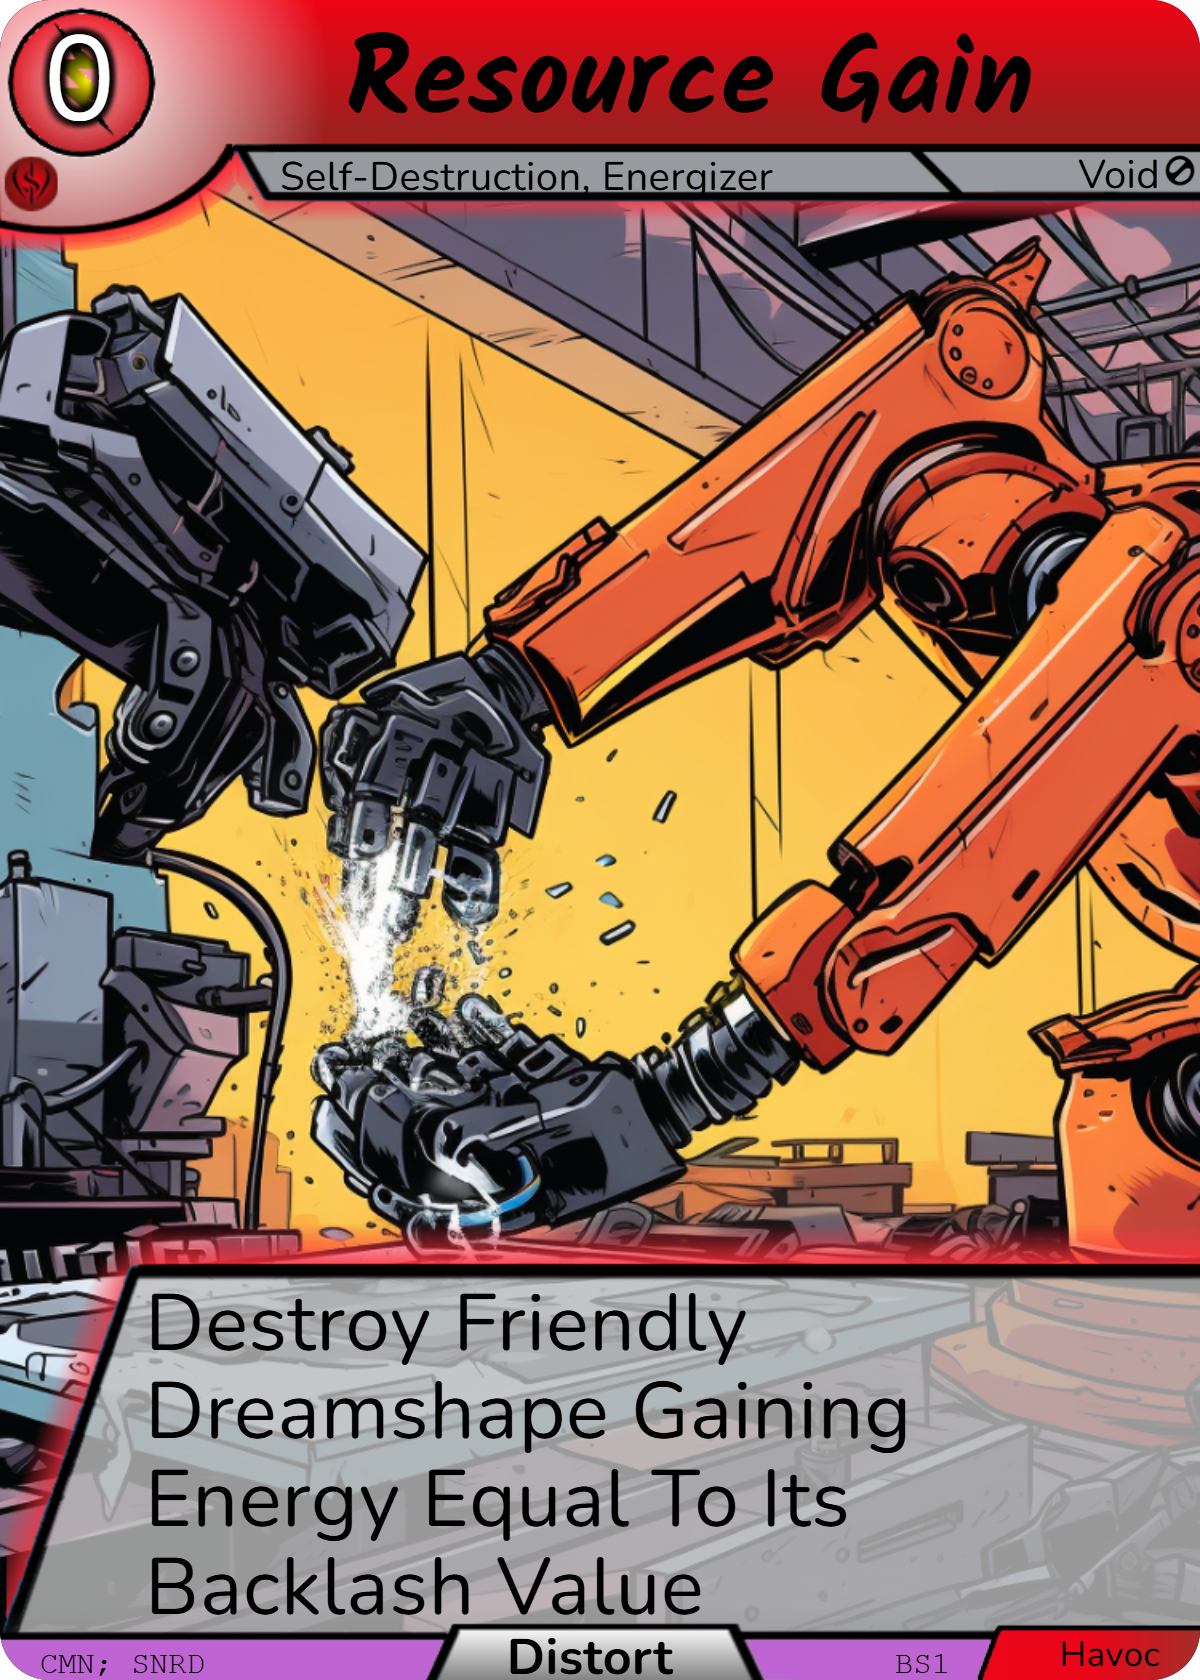 0
Resource Gain
Self-Destruction, Energizer
Void
Destroy Friendly
Dreamshape Gaining
Energy Equal To Its
Backlash Value
CMN; SNRD
Distort
BS1
Havoc